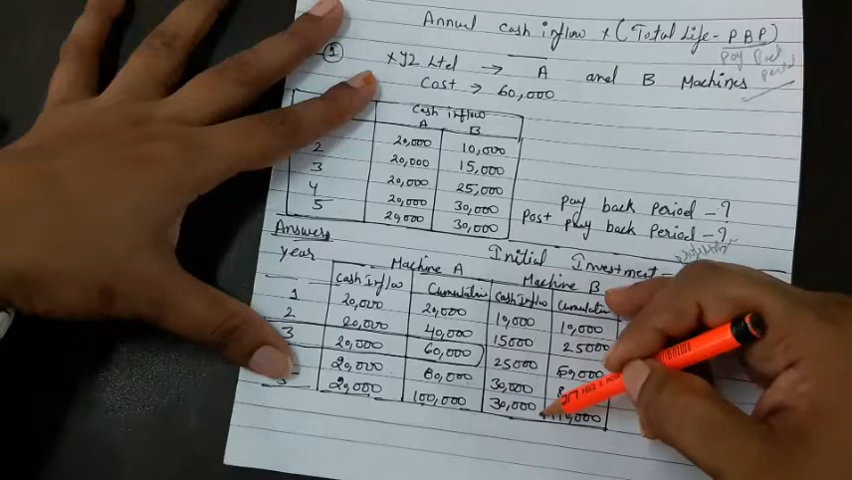 Annual cash inflow × (Total Life - PBP)
Pay Back
period
① XYZ Ltd → A and B Machines
Cost → 60,000
Cash inflow
A B
20,000 10,000
2 20,000 15,000
3 20,000 25,000
4 20,000 30,000
5 20,000 30,000
Pay back Period - ?
Post pay back Period - ?
Answers
Initial Investment -
year Machine A Machine B
Cash Inflow Cumulative Cash Inflow Cumulative
1 20,000 20,000 10,000 10,000
2 20,000 40,000 15000 25000
3 20,000 60,000 25000 50,000
20,000 80,000 30,000
20,000 100,000 30,000